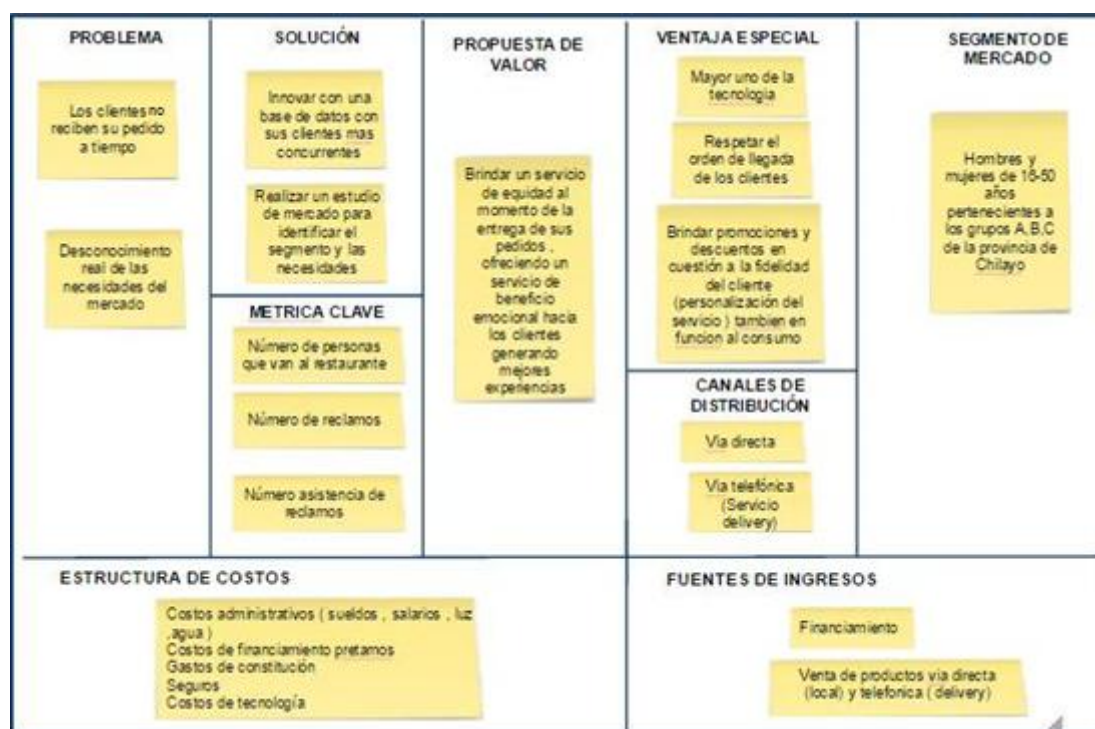 PROBLEMA
Los clientes no
reciben su pedido
a tiempo
Desconocimiento
real de las
necesidades del
mercado
SOLUCIÓN
Innovar con una
base de datos con
sus clientes mas
concurrentes
Realizar un estudio
de mercado para
identificar el
segmento y las
necesidades
METRICA CLAVE
Número de personas
que van al restaurante
Número de reclamos
Número asistencia de
reclamos
PROPUESTA DE
VALOR
Brindar un servicio
de equidad al
momento de la
entrega de sus
pedidos ,
ofreciendo un
servicio de
beneficio
emocional hacia
los clientes
generando
mejores
experiencias
VENTAJA ESPECIAL
Mayor uno de la
tecnologia
Respetar el
orden de llegada
de los clientes
Brindar promociones y
descuentos en
cuestión a la fidelidad
del cliente
(personalización del
servicio ) tambien en
funcion al consumo
CANALES DE
DISTRIBUCIÓN
Via directa
Via telefónica
(Servicio
delivery)
SEGMENTO DE
MERCADO
Hombres y
mujeres de 16-50
años
pertenecientes a
los grupos A,B,C
de la provincia de
Chilayo
ESTRUCTURA DE COSTOS
Costos administrativos ( sueldos , salarios , luz
,agua )
Costos de financiamiento pretamos
Gastos de constitución
Seguros
Costos de tecnología
FUENTES DE INGRESOS
Financiamiento
Venta de productos via directa
(local) y telefonica ( delivery)